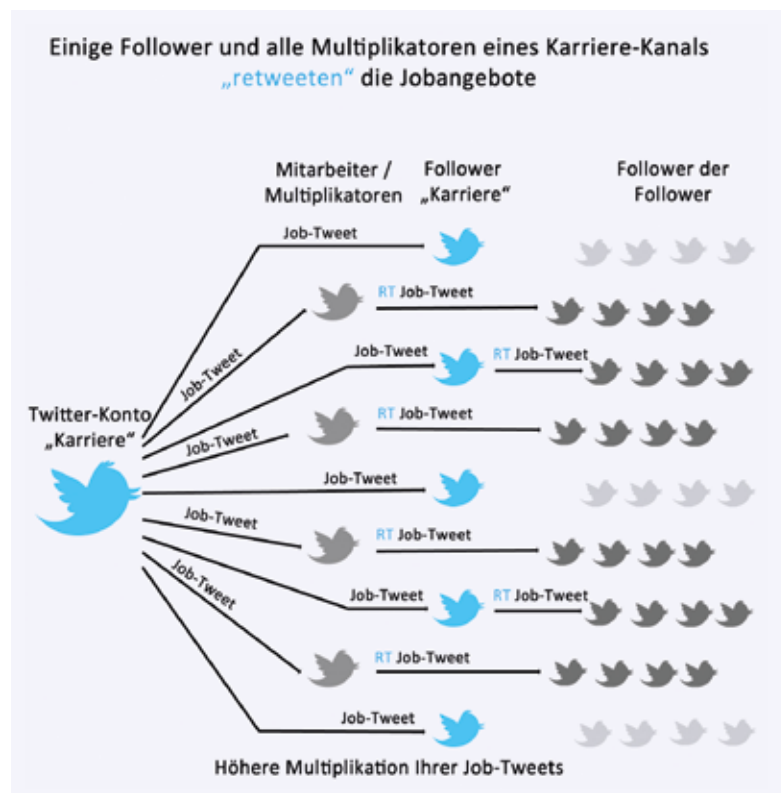 Einige Follower und alle Multiplikatoren eines Karriere-Kanals
„retweeten“ die Jobangebote
Mitarbeiter /
Multiplikatoren
Follower
„Karriere“
Follower der
Follower
Job-Tweet
RT Job-Tweet
Job-Tweet
Job-Tweet
RT Job-Tweet
Twitter-Konto
„Karriere“
Job-Tweet
RT Job-Tweet
Job-Tweet
Job-Tweet
RT Job-Tweet
Job-Tweet
Job-Tweet
RT Job-Tweet
RT Job-Tweet
Job-Tweet
Höhere Multiplikation Ihrer Job-Tweets